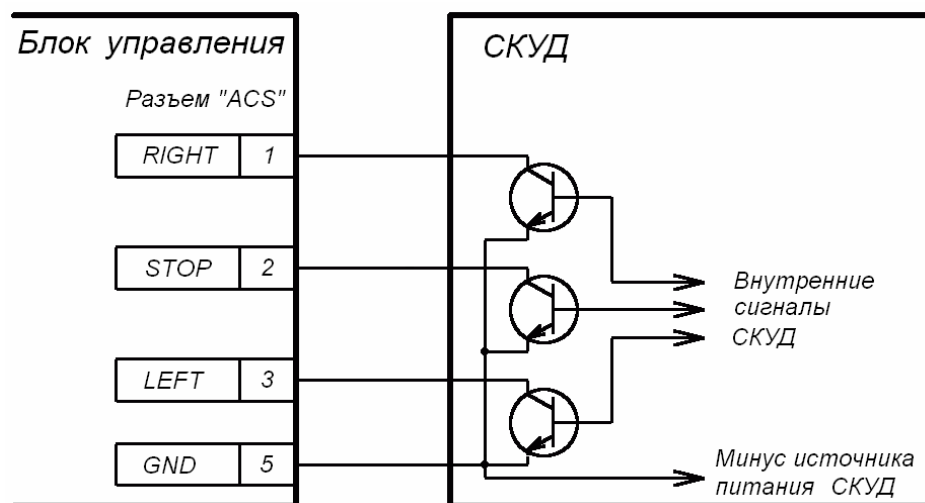 Блок управления
СКУД
Разъем "ACS"
RIGHT 1
STOP 2
LEFT 3
GND 5
Внутренние
сигналы
СКУД
Минус источника
питания СКУД